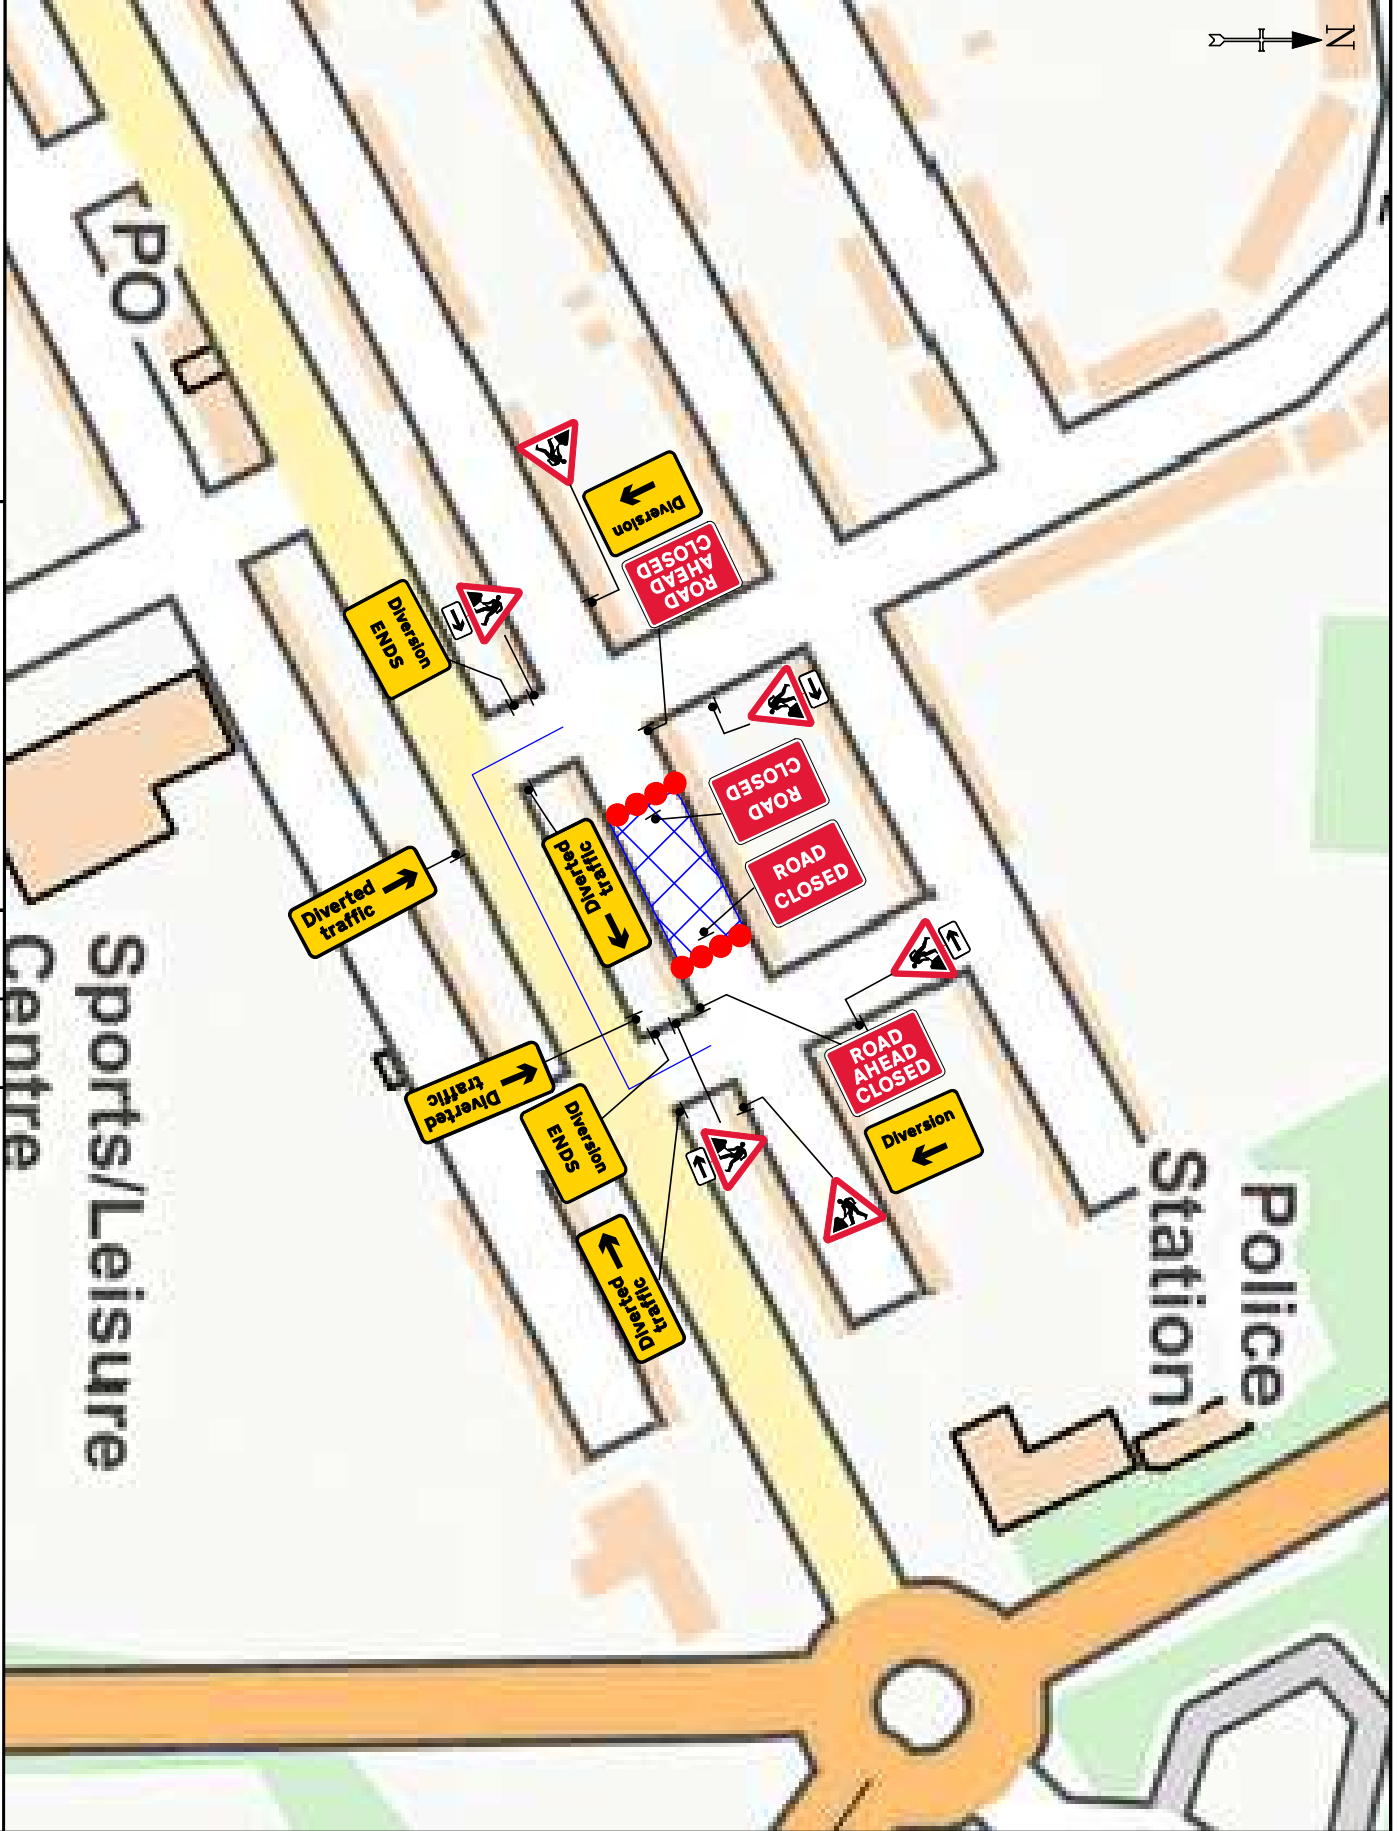 N
PO
Diversion
ROAD
AHEAD
CLOSED
Diversion
ENDS
ROAD
CLOSED
ROAD
CLOSED
Diverted
traffic
Diverted
traffic
ROAD
AHEAD
CLOSED
Diversion
Diverted
traffic
Diversion
ENDS
Diverted
traffic
Sports/Leisure
Centre
Police
Station